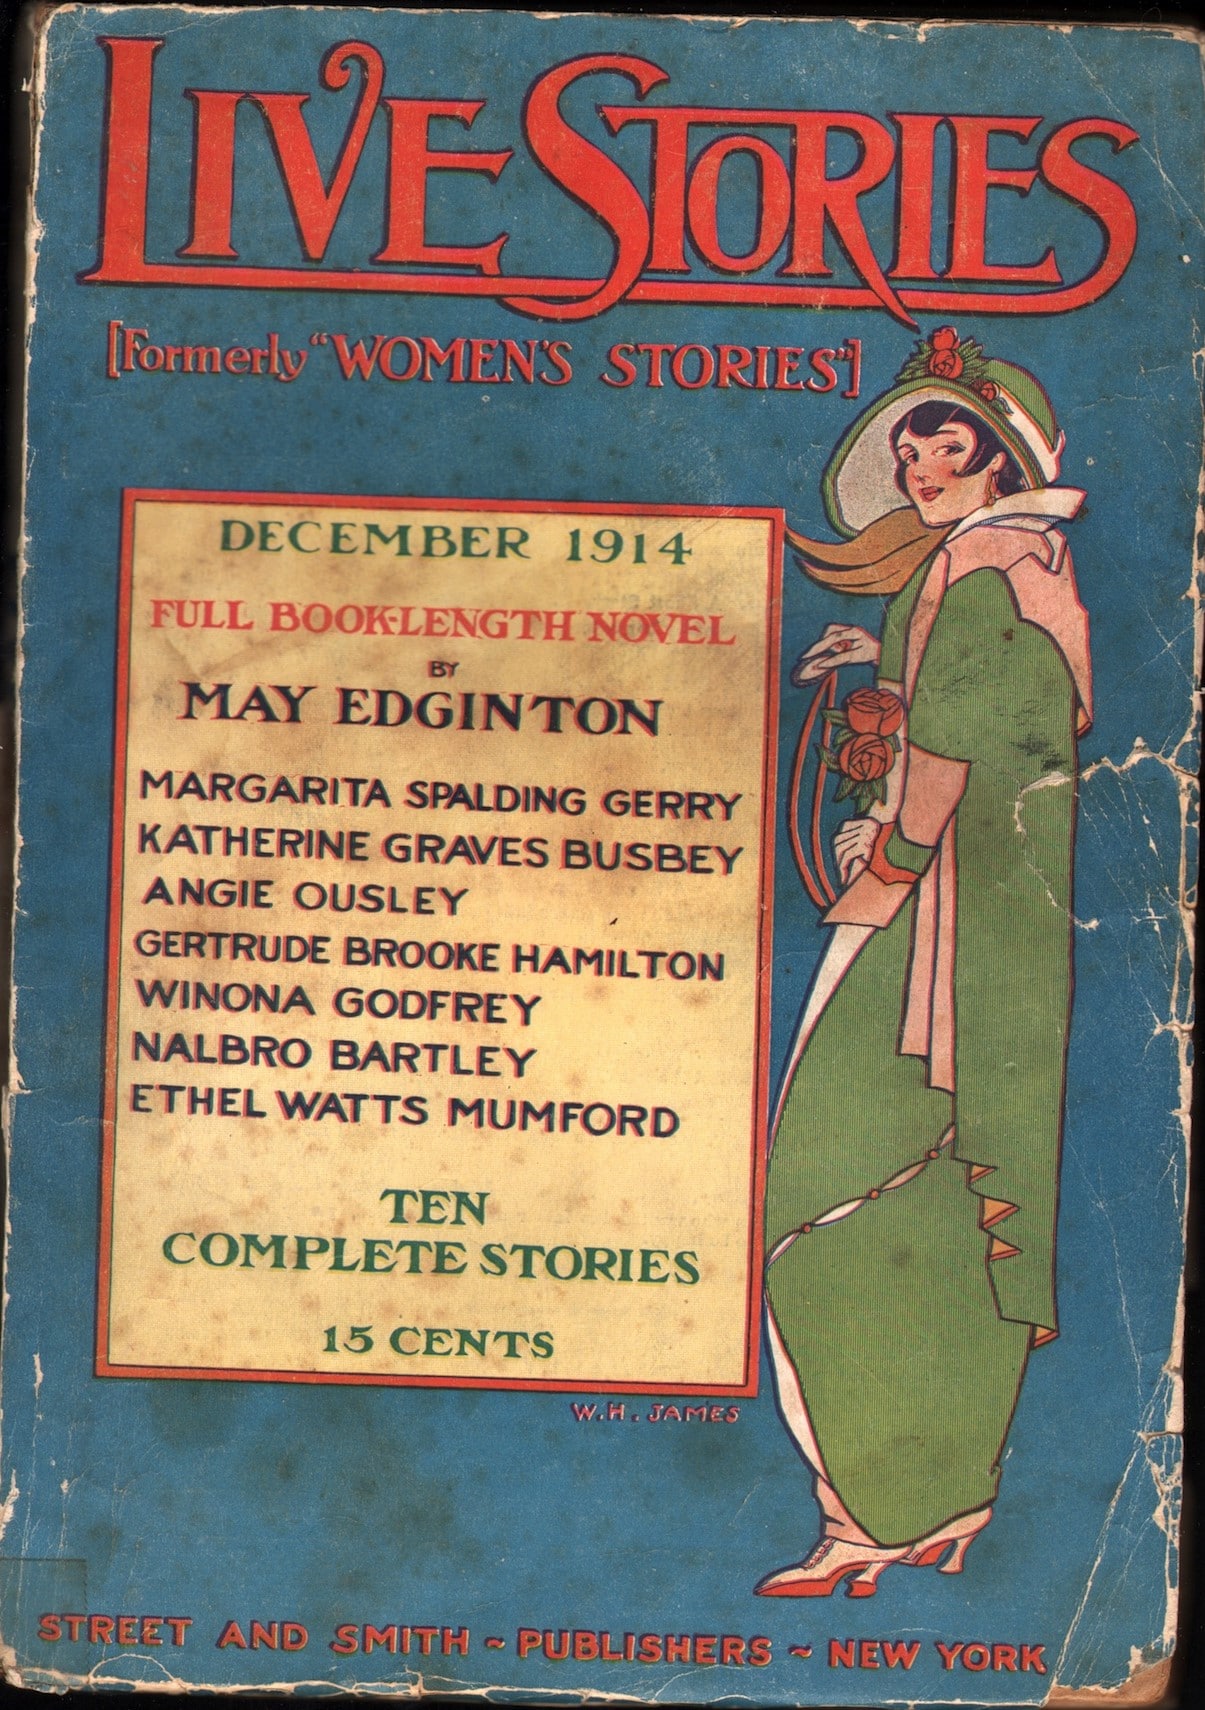 LIVE STORIES
[Formerly "WOMEN'S STORIES"]
DECEMBER 1914
FULL BOOK-LENGTH NOVEL
BY
MAY EDGINTON
MARGARITA SPALDING GERRY
KATHERINE GRAVES BUSBEY
ANGIE OUSLEY
GERTRUDE BROOKE HAMILTON
WINONA GODFREY
NALBRO BARTLEY
ETHEL WATTS MUMFORD
TEN
COMPLETE STORIES
15 CENTS
W.H. JAMES
STREET AND SMITH ~ PUBLISHERS ~ NEW YORK